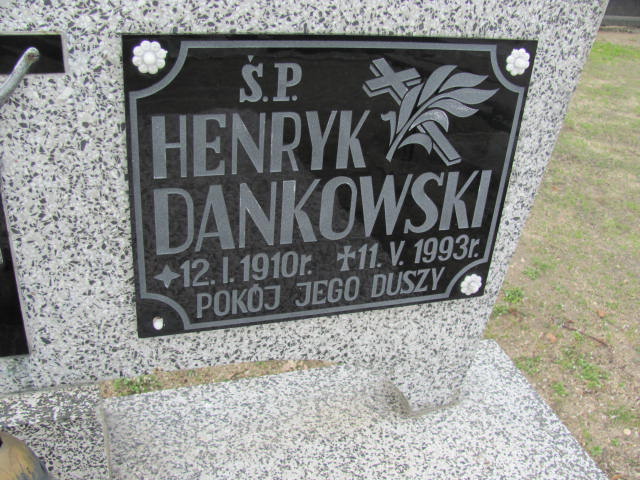 Ś.P.
HENRYK
DANKOWSKI
12. I. 1910r. 11. V. 1993r.
POKÓJ JEGO DUSZY